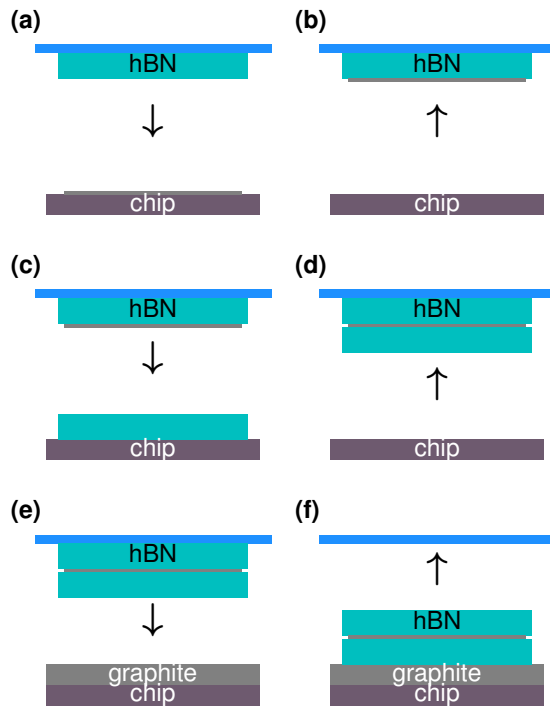 (a)
hBN
chip
(b)
hBN
chip
(c)
hBN
chip
(d)
hBN
chip
(e)
hBN
graphite
chip
(f)
hBN
graphite
chip